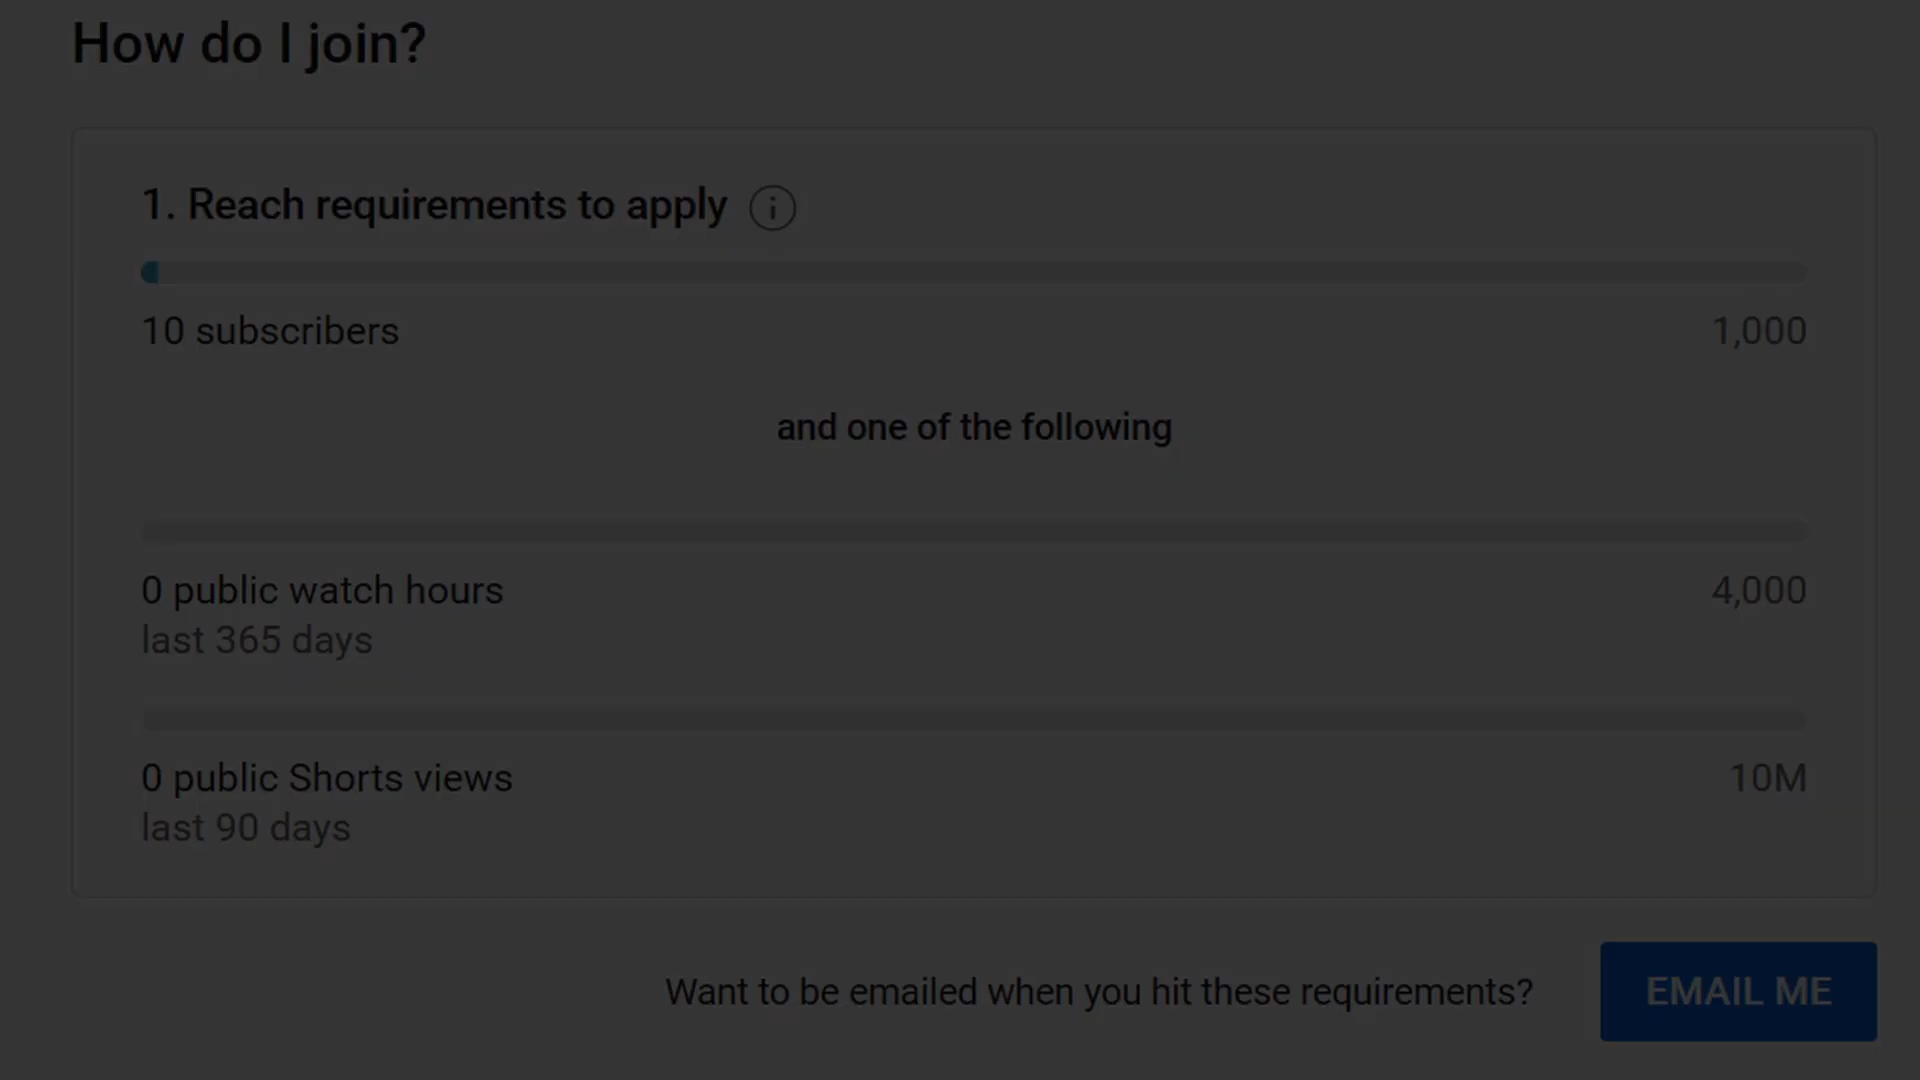 How do I join?
1. Reach requirements to apply
10 subscribers
1,000
and one of the following
0 public watch hours
4,000
last 365 days
0 public Shorts views
10M
last 90 days
Want to be emailed when you hit these requirements?
EMAIL ME